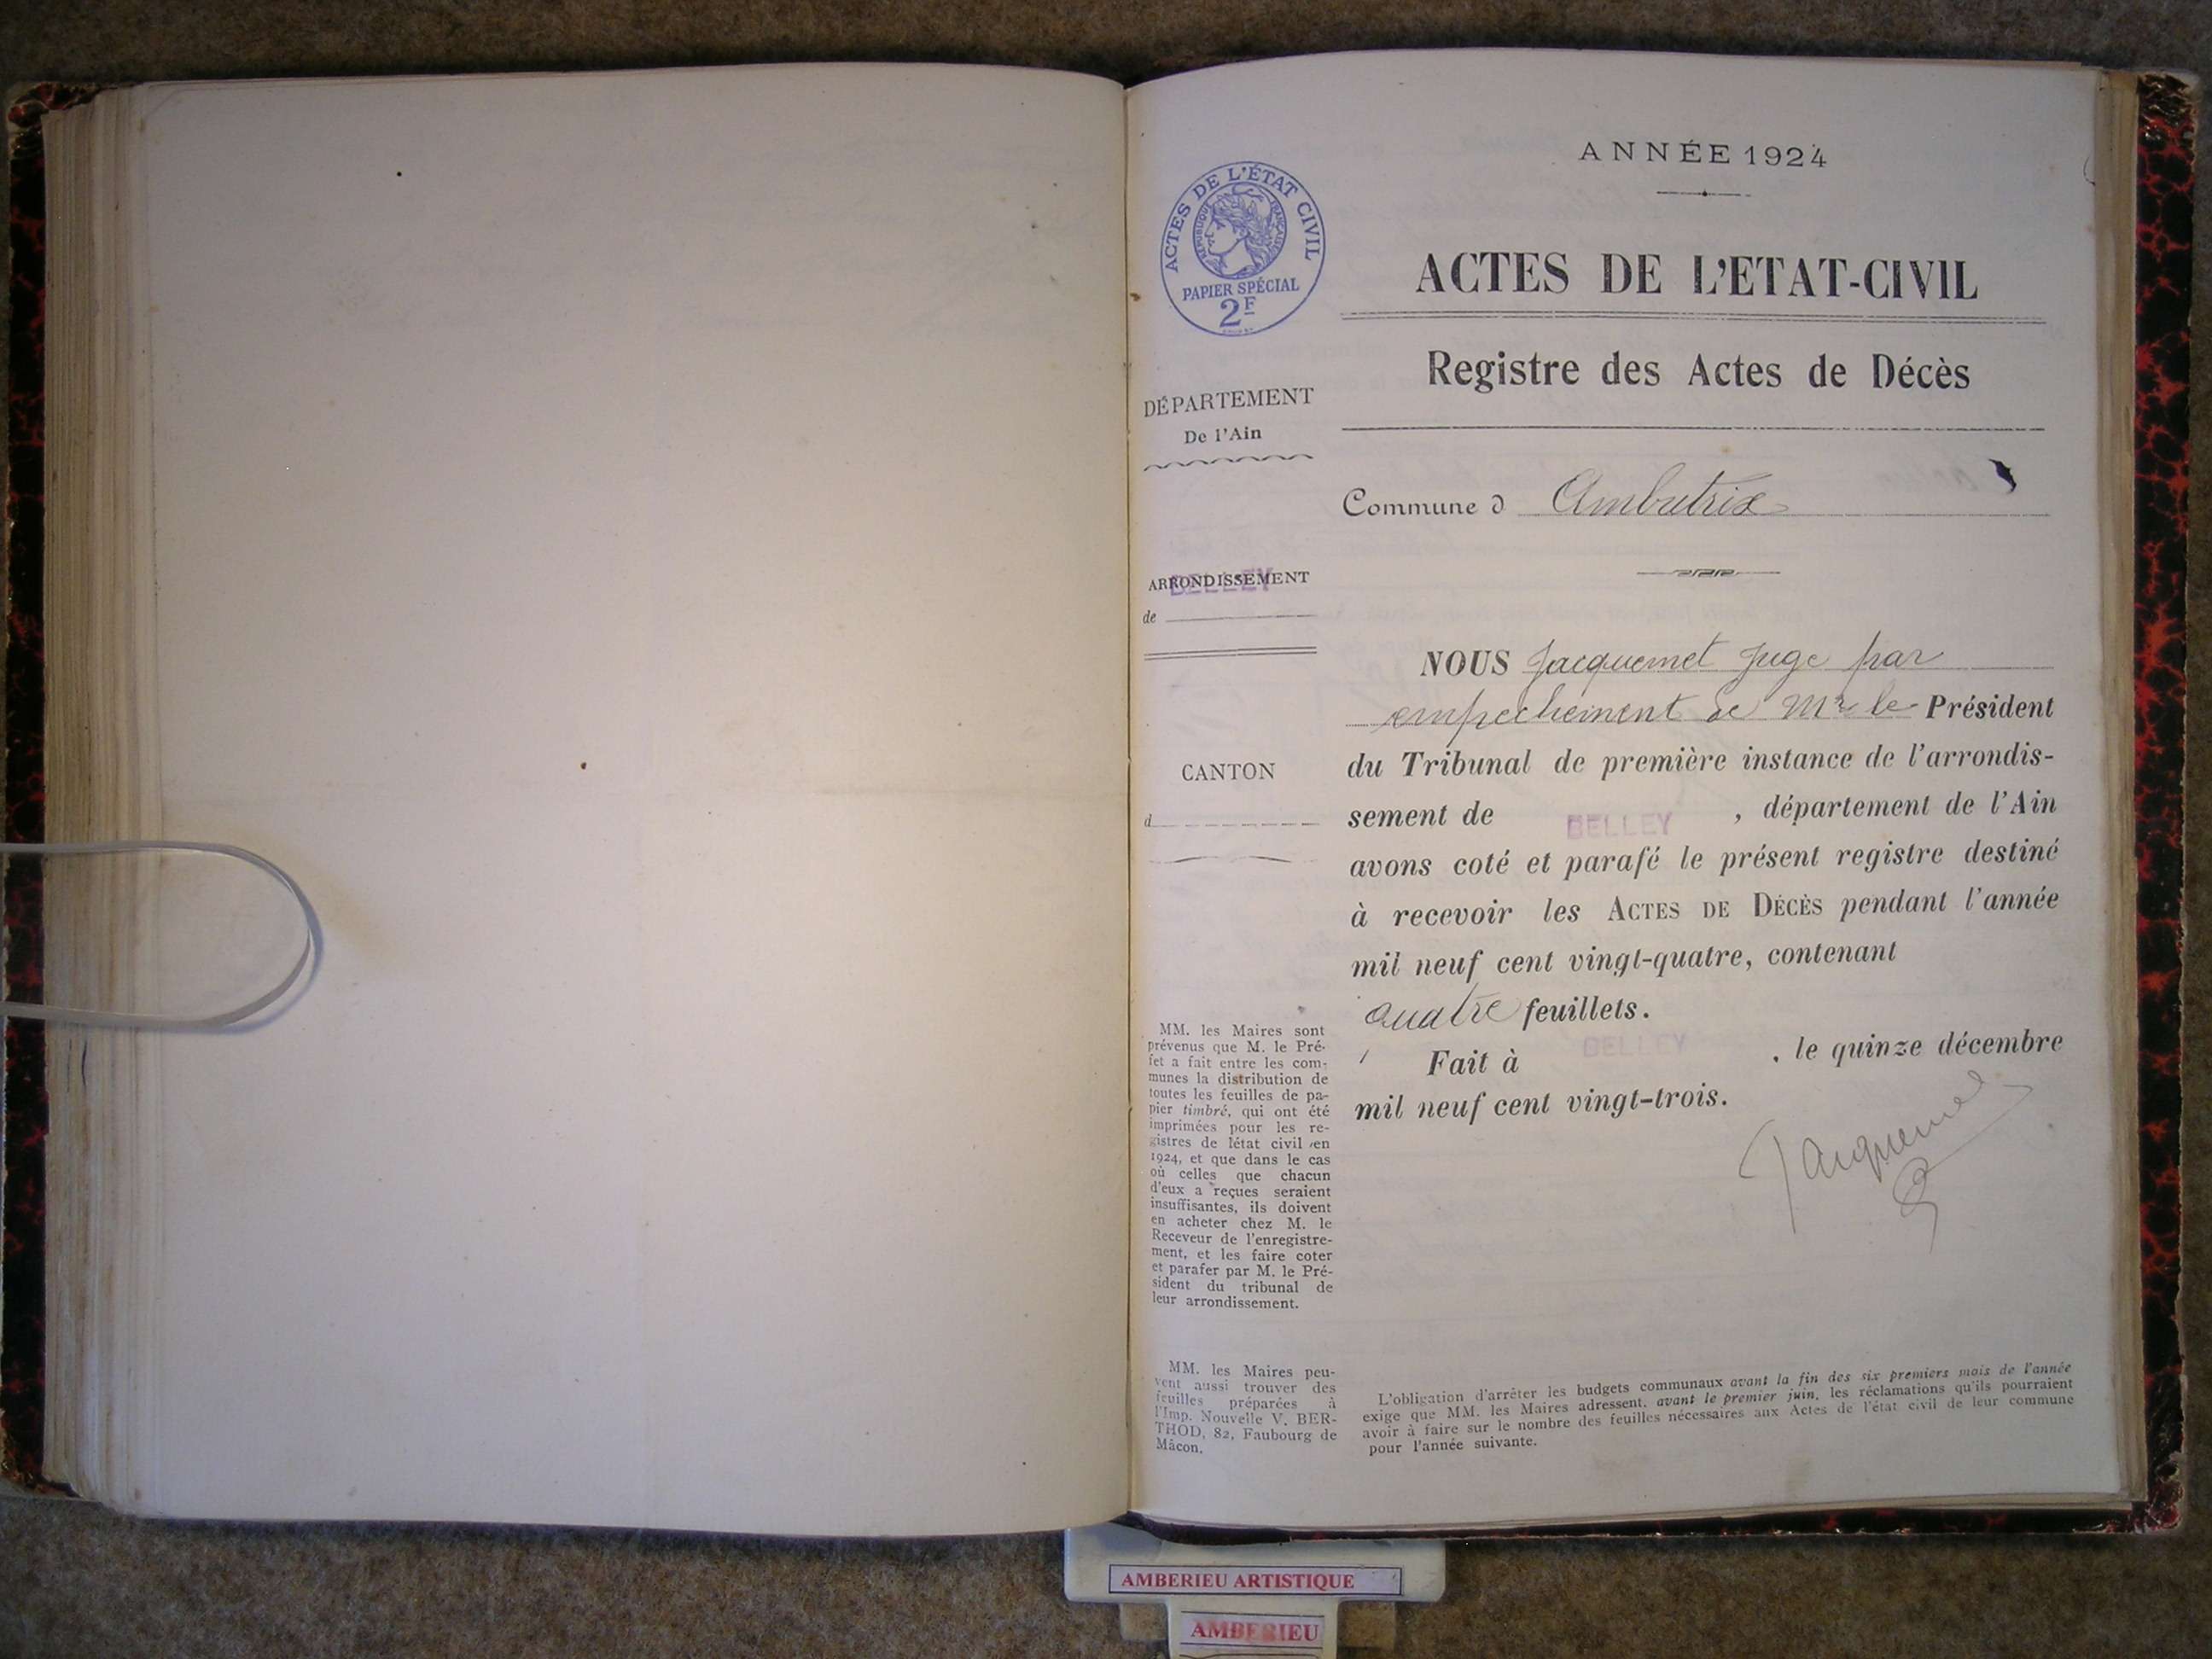 ANNÉE 1924
ACTES DE L'ÉTAT CIVIL
RÉPUBLIQUE FRANÇAISE
PAPIER SPÉCIAL
2F
ACTES DE L'ETAT-CIVIL
Registre des Actes de Décès
DÉPARTEMENT
De l'Ain
Commune d Ambutrix
ARRONDISSEMENT
BELLEY
de
NOUS Jacquemet Juge par
empechement de Mr le Président
du Tribunal de première instance de l'arrondis-
sement de BELLEY, département de l'Ain
avons coté et parafé le présent registre destiné
à recevoir les ACTES DE DÉCÈS pendant l'année
mil neuf cent vingt-quatre, contenant
quatre feuillets.
Fait à BELLEY, le quinze décembre
mil neuf cent vingt-trois.
Jacquemet
CANTON
d
MM. les Maires sont
prévenus que M. le Pré-
fet a fait entre les com-
munes la distribution de
toutes les feuilles de pa-
pier timbré, qui ont été
imprimées pour les re-
gistres de l'état civil en
1924, et que dans le cas
où celles que chacun
d'eux a reçues seraient
insuffisantes, ils doivent
en acheter chez M. le
Receveur de l'enregistre-
ment, et les faire coter
et parafer par M. le Pré-
sident du tribunal de
leur arrondissement.
MM. les Maires peu-
vent aussi trouver des
feuilles préparées à
l'Imp. Nouvelle V. BER-
THOD, 82, Faubourg de
Mâcon.
L'obligation d'arrêter les budgets communaux avant la fin des six premiers mois de l'année
exige que MM. les Maires adressent, avant le premier juin, les réclamations qu'ils pourraient
avoir à faire sur le nombre des feuilles nécessaires aux Actes de l'état civil de leur commune
pour l'année suivante.
AMBERIEU ARTISTIQUE
AMBERIEU